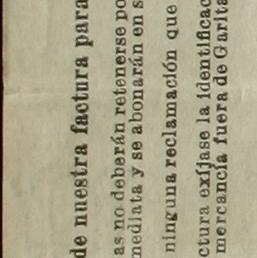 de nuestra factura para
as no deberán retenerse po
mediata y se abonarán en s
ninguna reclamación que
ctura exíjase la identificac
mercancía fuera de Garita